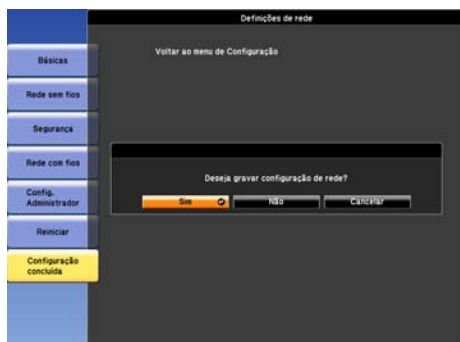 Definições de rede
Voltar ao menu de Configuração
Básicas
Rede sem fios
Segurança
Rede com fios
Config.
Administrador
Reiniciar
Configuração
concluída
Deseja gravar configuração de rede?
Sim Não Cancelar